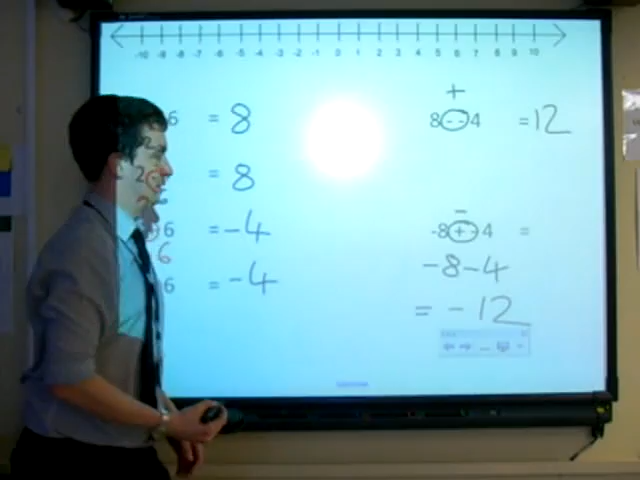 -10 -9 -8 -7 -6 -5 -4 -3 -2 -1 0 1 2 3 4 5 6 7 8 9 10
6 = 8
= 8
6 = -4
6
6 = -4
+
8 - - 4 = 12
-
-8 + - 4 =
-8-4
= -12